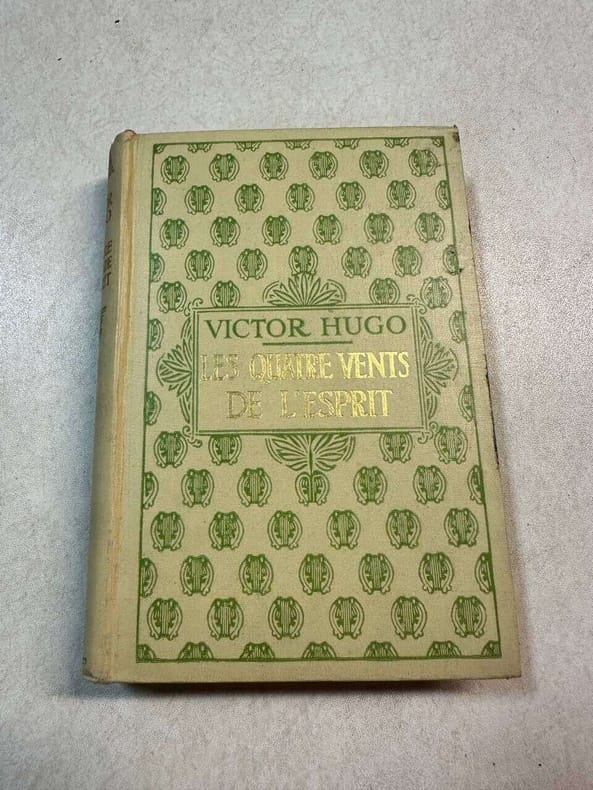 VICTOR HUGO
LES QUATRE VENTS
DE L'ESPRIT